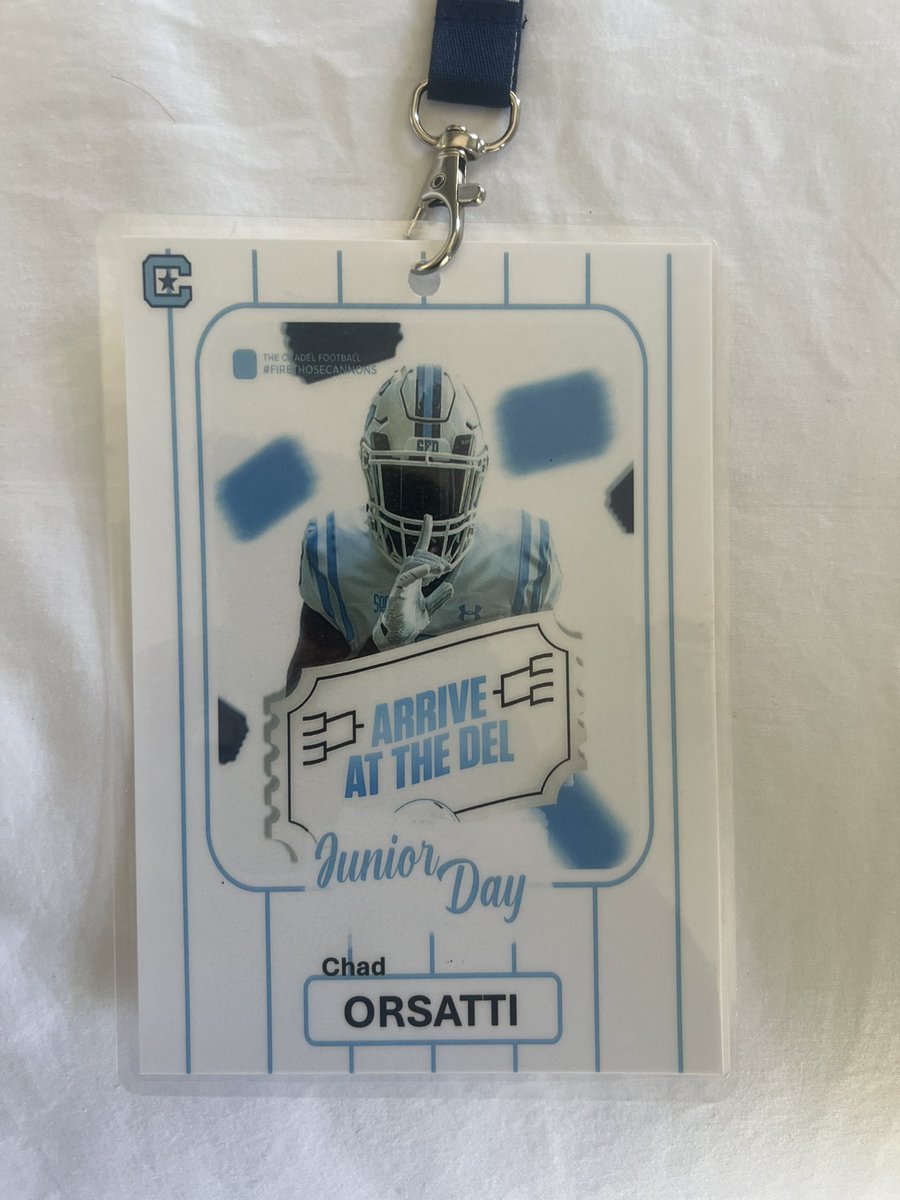 C
THE CITADEL FOOTBALL
#FIRETHOSECANNONS
ARRIVE
AT THE DEL
Junior
Day
Chad
ORSATTI